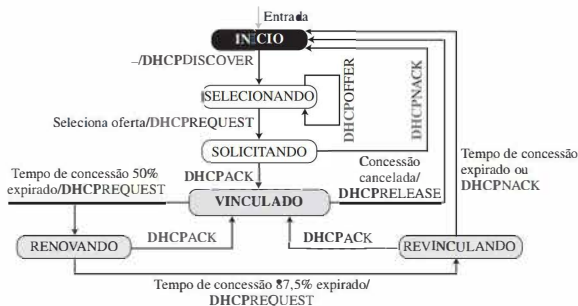 Entrada
INÍCIO
–/DHCPDISCOVER
SELECIONANDO
DHCPOFFER
DHCPNACK
Seleciona oferta/DHCPREQUEST
SOLICITANDO
Tempo de concessão
expirado ou
DHCPNACK
Tempo de concessão 50%
expirado/DHCPREQUEST
DHCPACK
Concessão
cancelada/
DHCPRELEASE
VINCULADO
RENOVANDO
DHCPACK
DHCPACK
REVINCULANDO
Tempo de concessão 87,5% expirado/
DHCPREQUEST